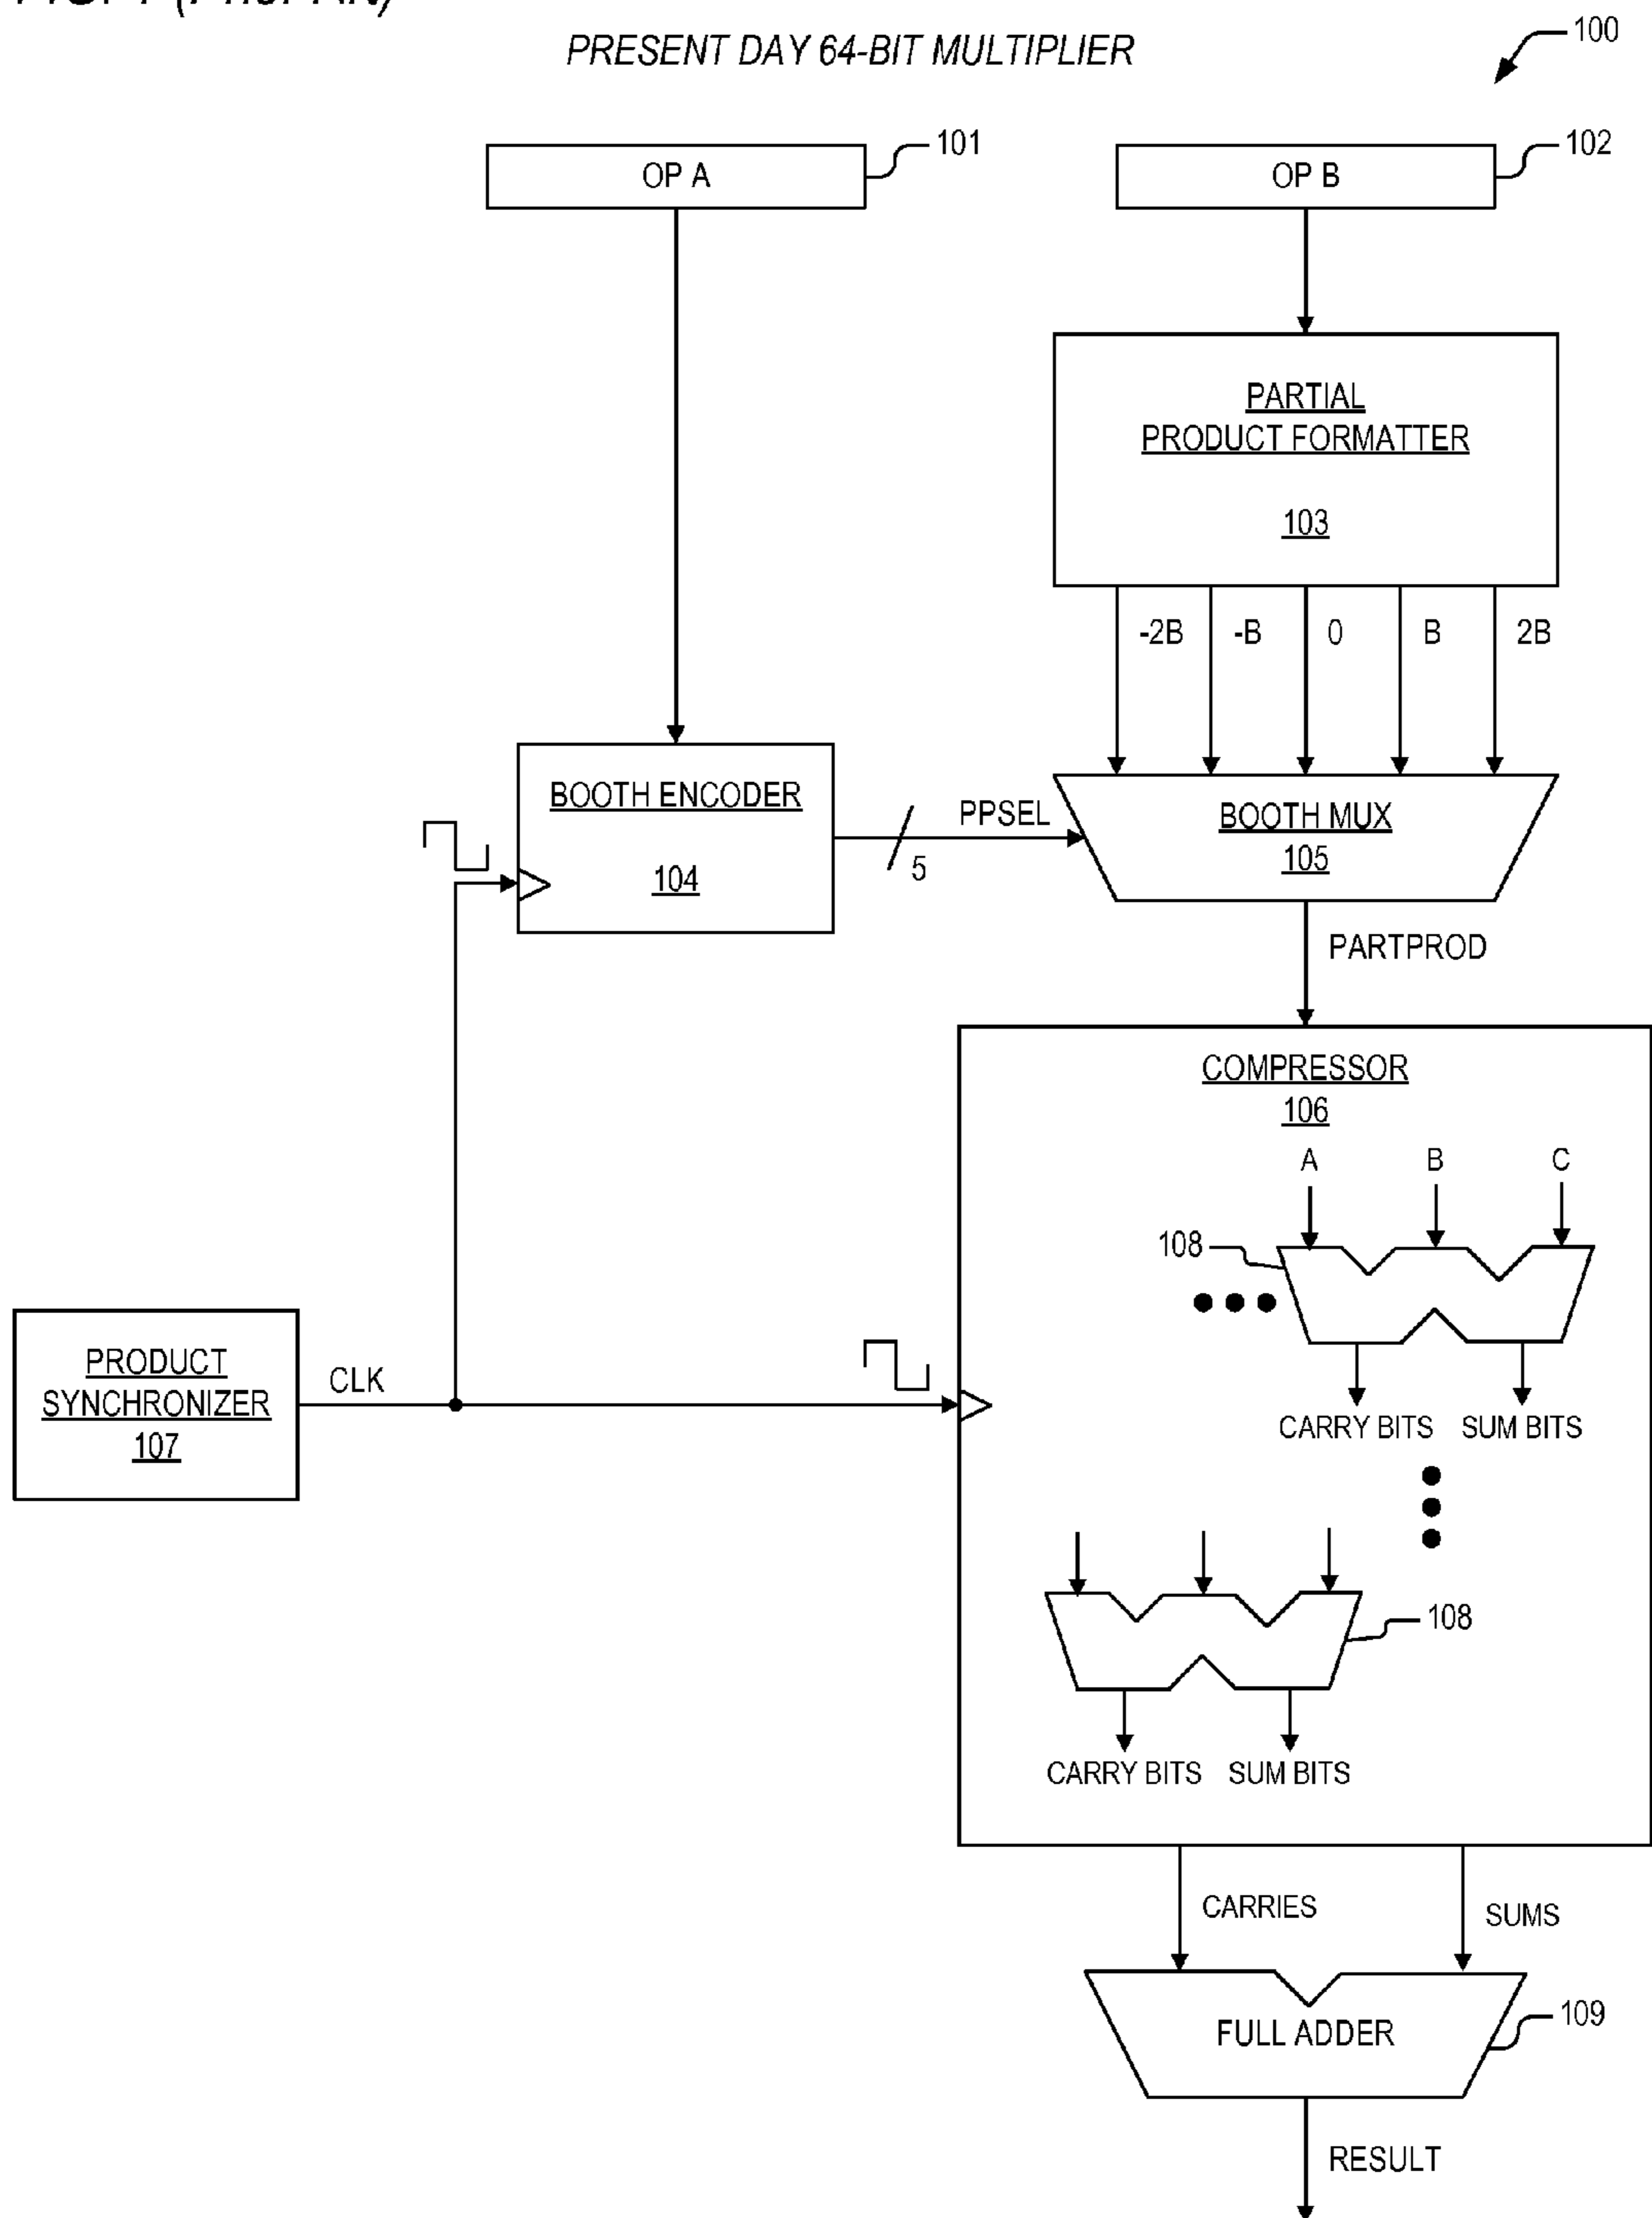 PRESENT DAY 64-BIT MULTIPLIER
100
OP A
101
OP B
102
PARTIAL
PRODUCT FORMATTER
103
-2B
-B
0
B
2B
BOOTH ENCODER
104
PPSEL
5
BOOTH MUX
105
PARTPROD
COMPRESSOR
106
A
B
C
108
CARRY BITS
SUM BITS
PRODUCT
SYNCHRONIZER
107
CLK
108
CARRY BITS
SUM BITS
CARRIES
SUMS
FULL ADDER
109
RESULT